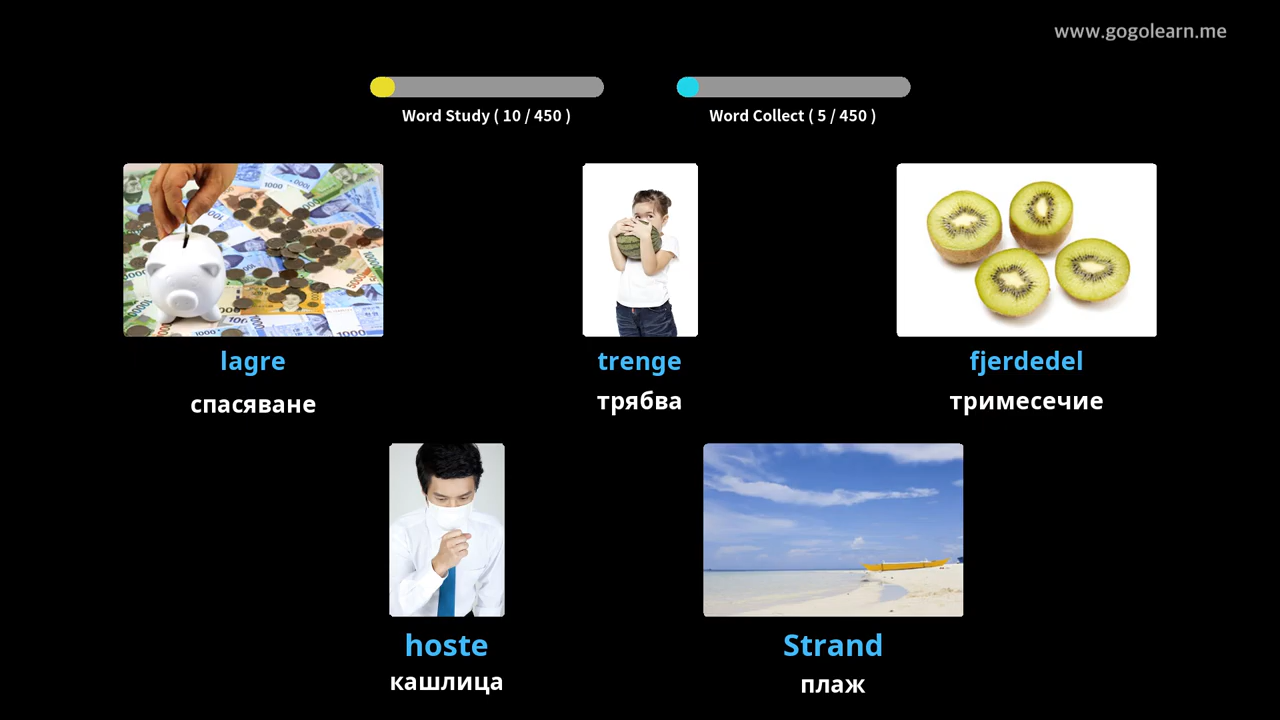 www.gogolearn.me
Word Study ( 10 / 450 )
Word Collect ( 5 / 450 )
lagre
trenge
fjerdedel
спасяване
трябва
тримесечие
hoste
Strand
кашлица
плаж